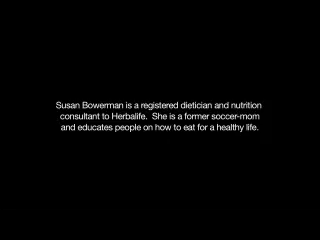 Susan Bowerman is a registered dietician and nutrition
consultant to Herbalife. She is a former soccer-mom
and educates people on how to eat for a healthy life.